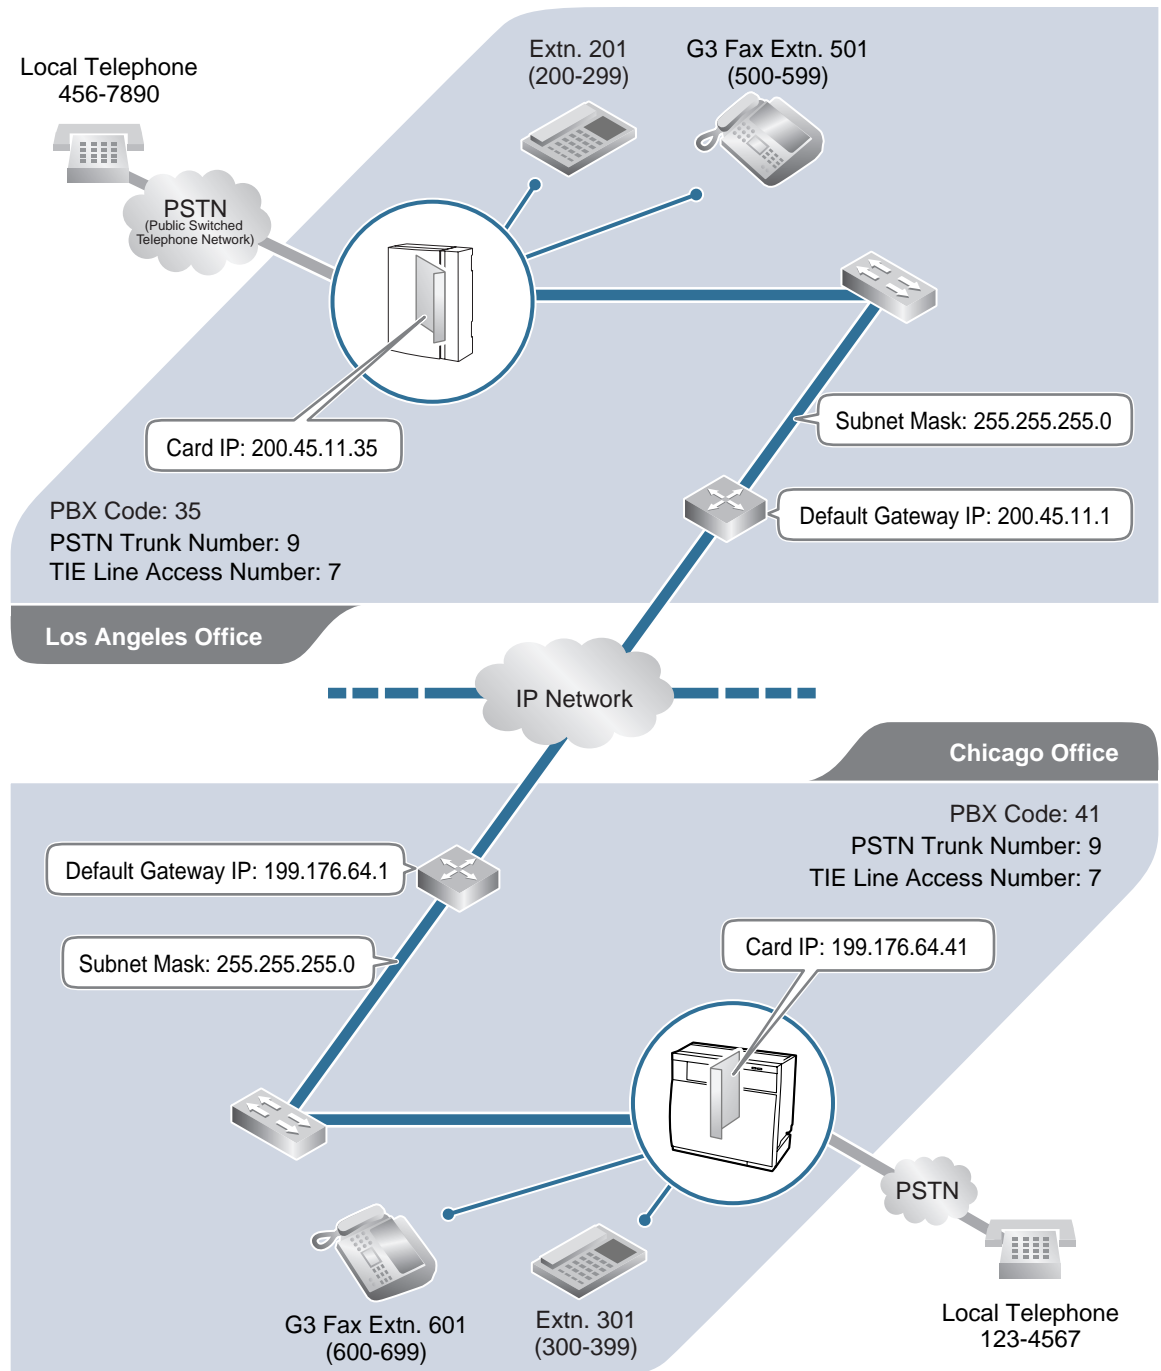 Local Telephone
456-7890
Extn. 201
(200-299)
G3 Fax Extn. 501
(500-599)
PSTN
(Public Switched
Telephone Network)
Subnet Mask: 255.255.255.0
Card IP: 200.45.11.35
Default Gateway IP: 200.45.11.1
PBX Code: 35
PSTN Trunk Number: 9
TIE Line Access Number: 7
Los Angeles Office
IP Network
Chicago Office
PBX Code: 41
PSTN Trunk Number: 9
TIE Line Access Number: 7
Default Gateway IP: 199.176.64.1
Card IP: 199.176.64.41
Subnet Mask: 255.255.255.0
PSTN
G3 Fax Extn. 601
(600-699)
Extn. 301
(300-399)
Local Telephone
123-4567